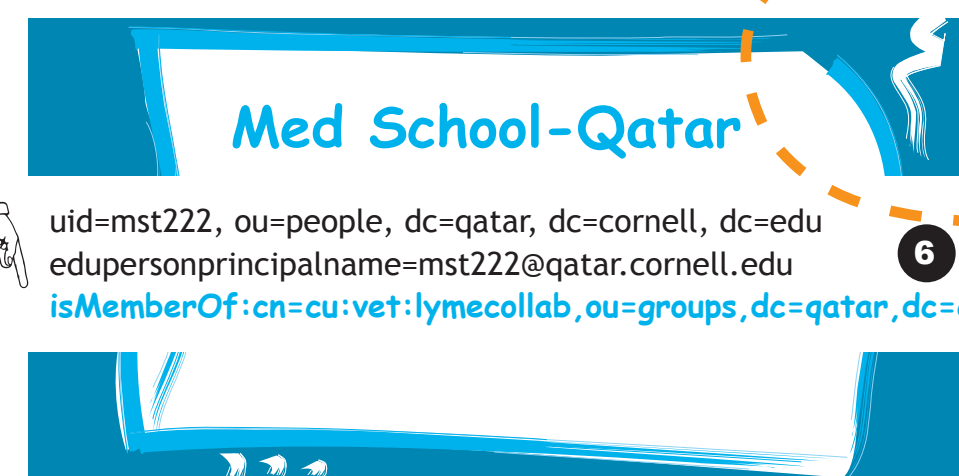 Med School-Qatar
uid=mst222, ou=people, dc=qatar, dc=cornell, dc=edu
edupersonprincipalname=mst222@qatar.cornell.edu
6
isMemberOf:cn=cu:vet:lymecollab,ou=groups,dc=qatar,dc=